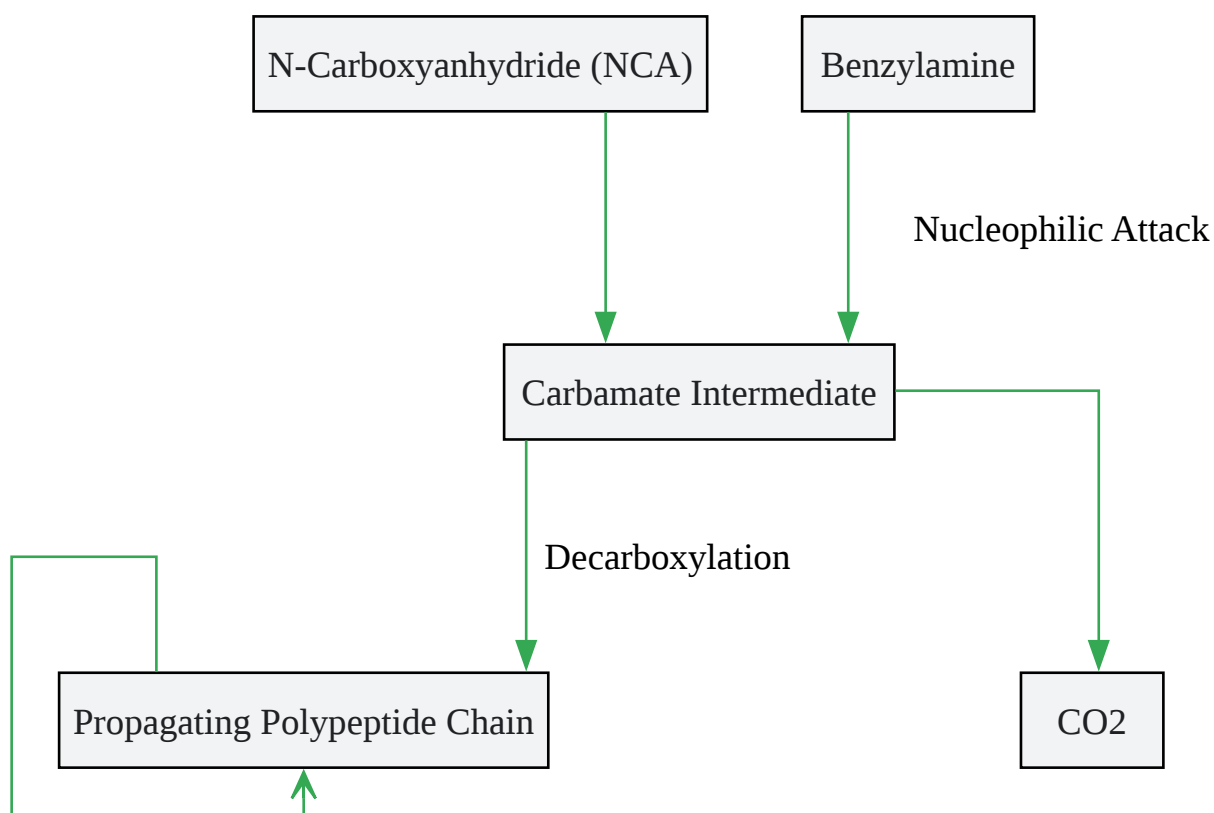 N-Carboxyanhydride (NCA)
Benzylamine
Nucleophilic Attack
Carbamate Intermediate
Decarboxylation
Propagating Polypeptide Chain
CO2